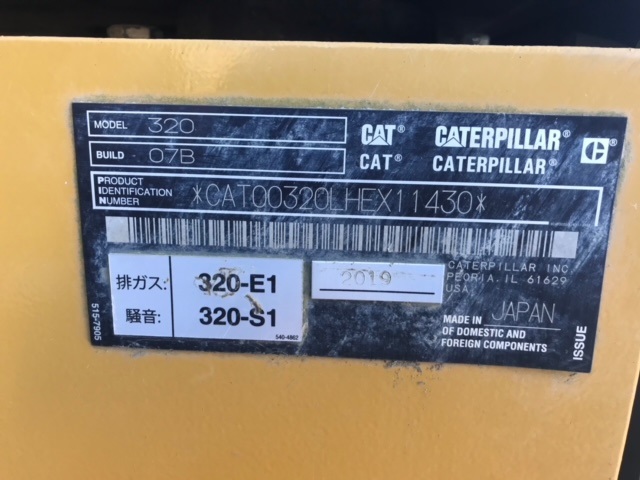 MODEL 320
BUILD 07B
CAT® CATERPILLAR®
CAT® CATERPILLAR®
PRODUCT IDENTIFICATION NUMBER *CAT00320LHEX11430*
排ガス: 320-E1
騒音: 320-S1
540-4862
2019
CATERPILLAR INC
PEORIA, IL 61629
USA
MADE IN JAPAN
OF DOMESTIC AND
FOREIGN COMPONENTS
ISSUE
515-7905